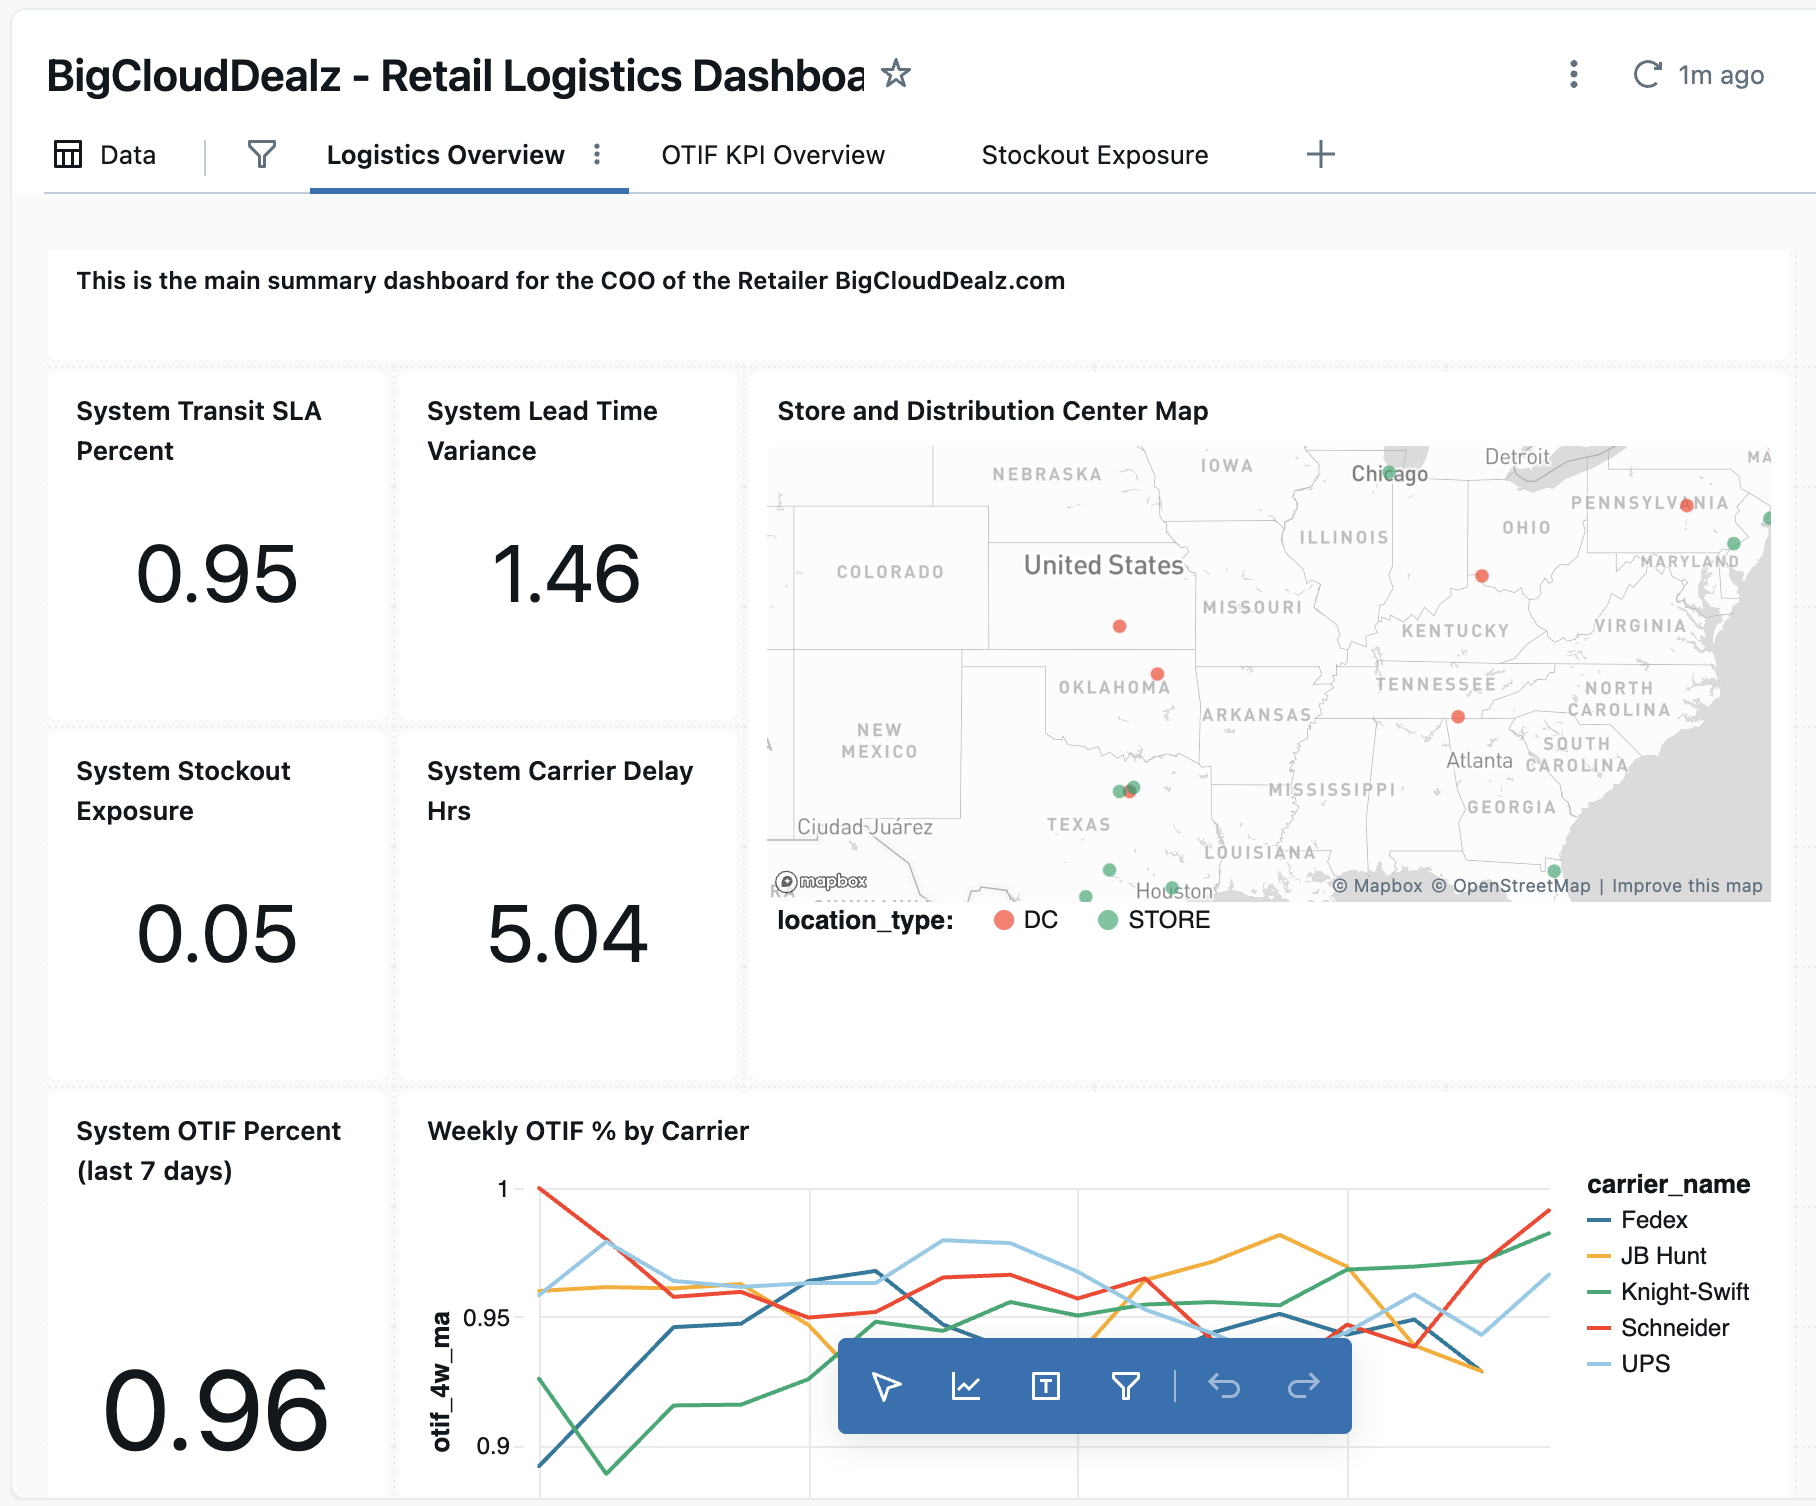 BigCloudDealz - Retail Logistics Dashboa
1m ago
Data
Logistics Overview
OTIF KPI Overview
Stockout Exposure
This is the main summary dashboard for the COO of the Retailer BigCloudDealz.com
System Transit SLA
Percent
0.95
System Lead Time
Variance
1.46
Store and Distribution Center Map
NEBRASKA
IOWA
Chicago
Detroit
MA
PENNSYLVANIA
OHIO
ILLINOIS
United States
COLORADO
MARYLAND
MISSOURI
KENTUCKY
VIRGINIA
OKLAHOMA
TENNESSEE
NORTH
CAROLINA
ARKANSAS
NEW
MEXICO
SOUTH
CAROLINA
Atlanta
MISSISSIPPI
GEORGIA
Ciudad Juárez
TEXAS
LOUISIANA
mapbox
Houston
© Mapbox © OpenStreetMap | Improve this map
location_type:
DC
STORE
System Stockout
Exposure
0.05
System Carrier Delay
Hrs
5.04
System OTIF Percent
(last 7 days)
0.96
Weekly OTIF % by Carrier
otif_4w_ma
1
0.95
0.9
carrier_name
Fedex
JB Hunt
Knight-Swift
Schneider
UPS